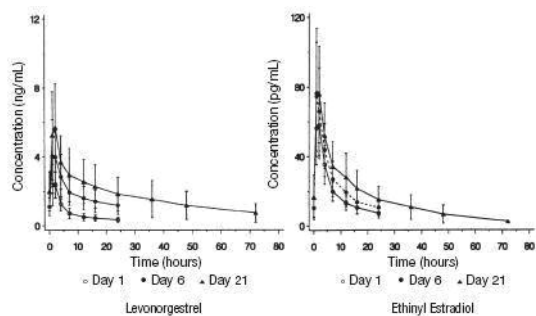 12
8
4
0
Concentration (ng/mL)
0 10 20 30 40 50 60 70 80
Time (hours)
○ Day 1 ● Day 6 ▲ Day 21
Levonorgestrel
120
80
40
0
Concentration (pg/mL)
0 10 20 30 40 50 60 70 80
Time (hours)
○ Day 1 ● Day 6 ▲ Day 21
Ethinyl Estradiol